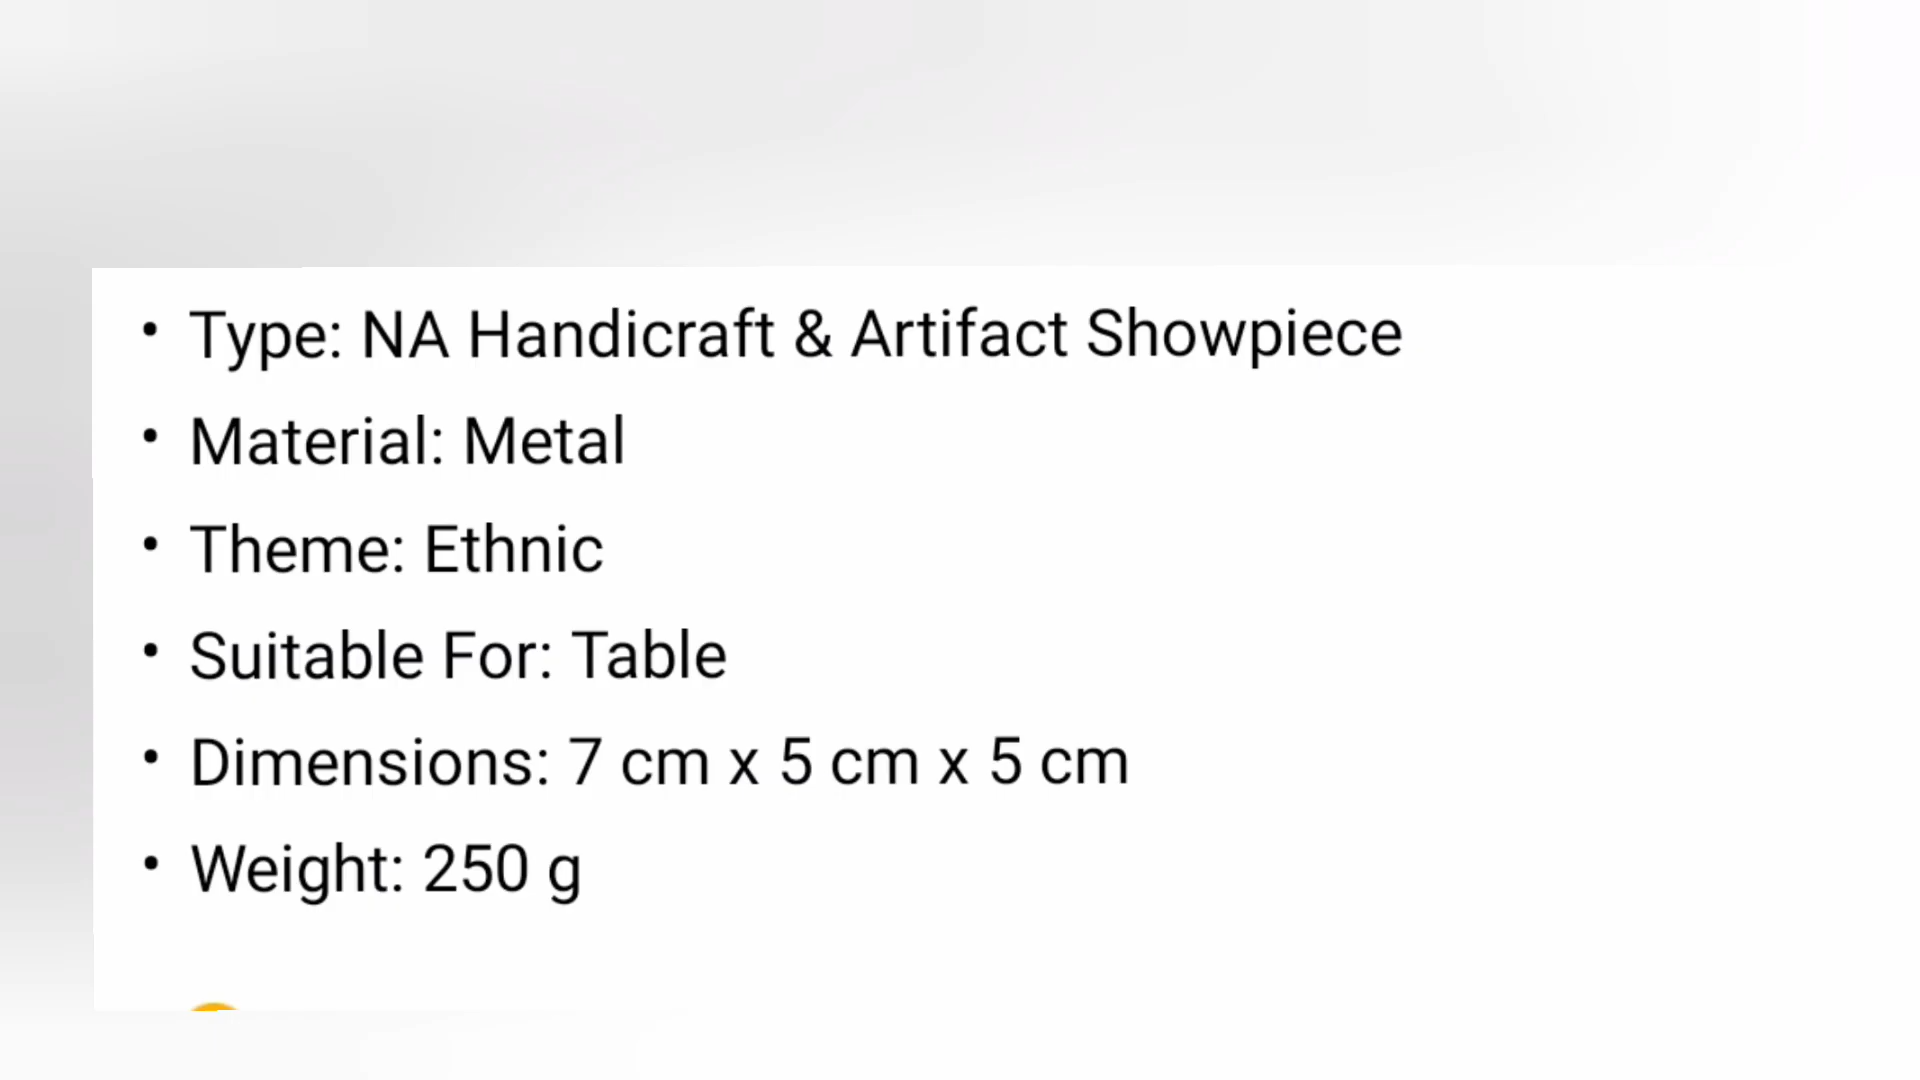 • Type: NA Handicraft & Artifact Showpiece
• Material: Metal
• Theme: Ethnic
• Suitable For: Table
• Dimensions: 7 cm x 5 cm x 5 cm
• Weight: 250 g